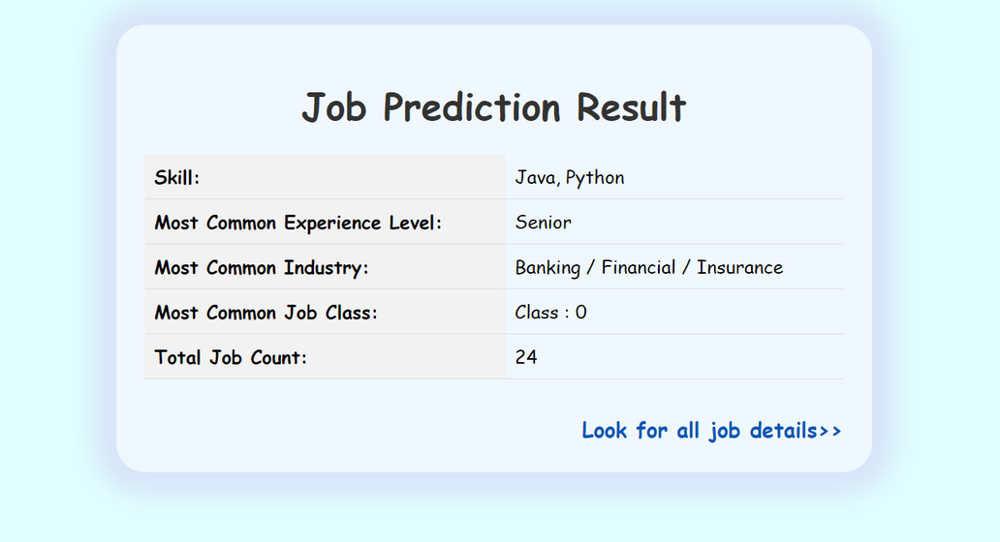 Job Prediction Result
Skill: Java, Python
Most Common Experience Level: Senior
Most Common Industry: Banking / Financial / Insurance
Most Common Job Class: Class : 0
Total Job Count: 24
Look for all job details>>